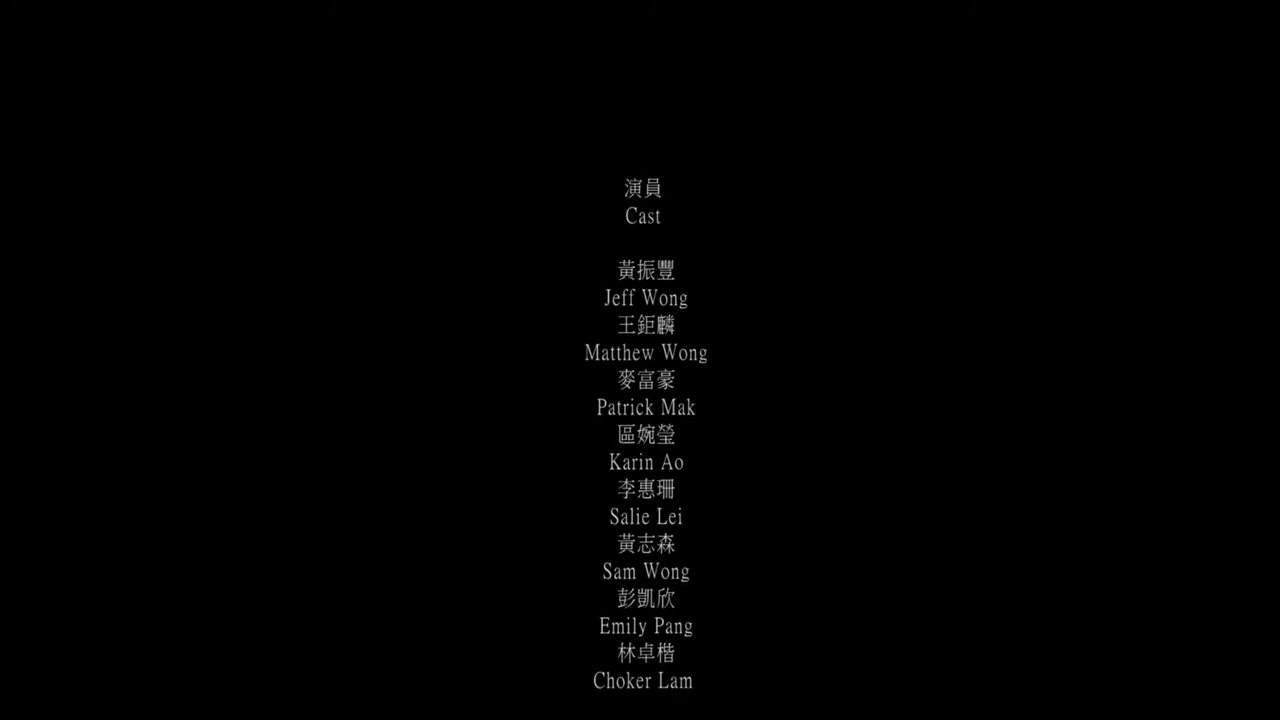 演員
Cast
黃振豐
Jeff Wong
王鉅麟
Matthew Wong
麥富豪
Patrick Mak
區婉瑩
Karin Ao
李惠珊
Salie Lei
黃志森
Sam Wong
彭凱欣
Emily Pang
林卓楷
Choker Lam